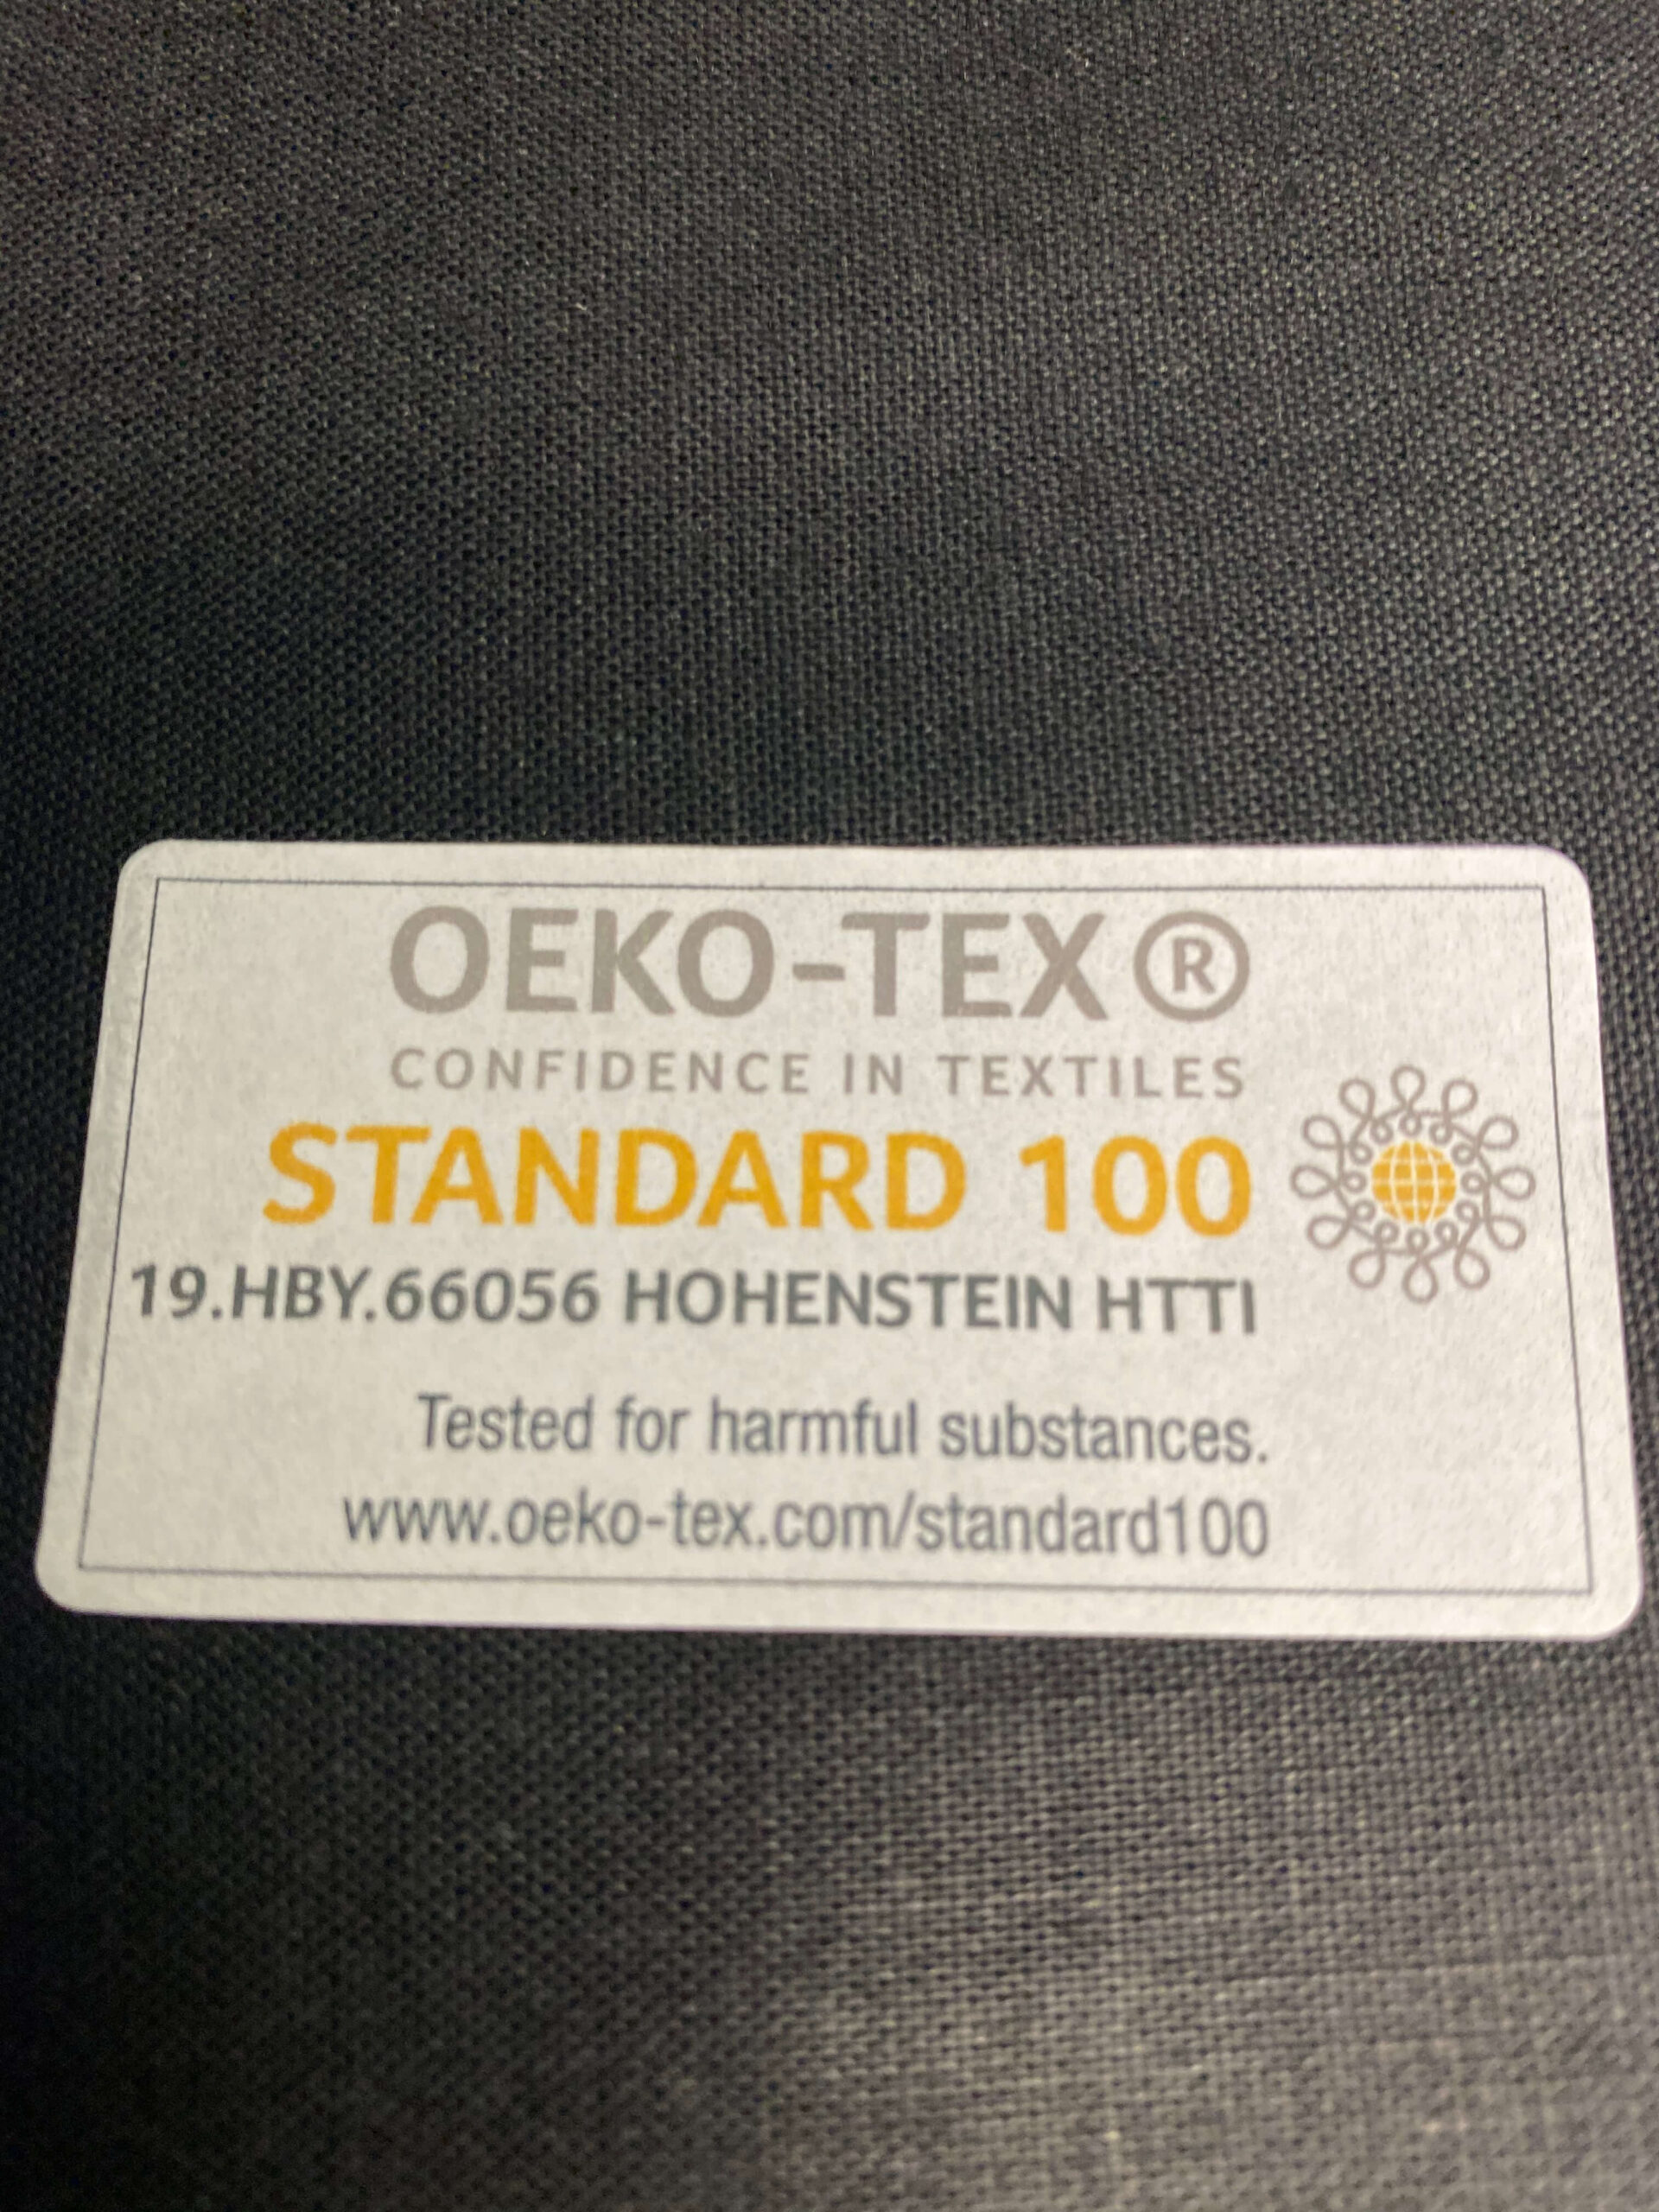 OEKO-TEX®
CONFIDENCE IN TEXTILES
STANDARD 100
19.HBY.66056 HOHENSTEIN HTTI
Tested for harmful substances.
www.oeko-tex.com/standard100